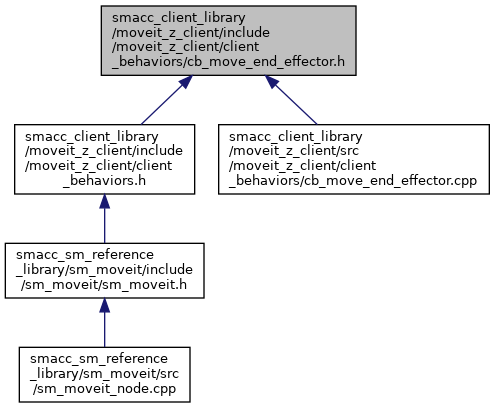 smacc_client_library
/moveit_z_client/include
/moveit_z_client/client
_behaviors/cb_move_end_effector.h
smacc_client_library
/moveit_z_client/include
/moveit_z_client/client
_behaviors.h
smacc_client_library
/moveit_z_client/src
/moveit_z_client/client
_behaviors/cb_move_end_effector.cpp
smacc_sm_reference
_library/sm_moveit/include
/sm_moveit/sm_moveit.h
smacc_sm_reference
_library/sm_moveit/src
/sm_moveit_node.cpp